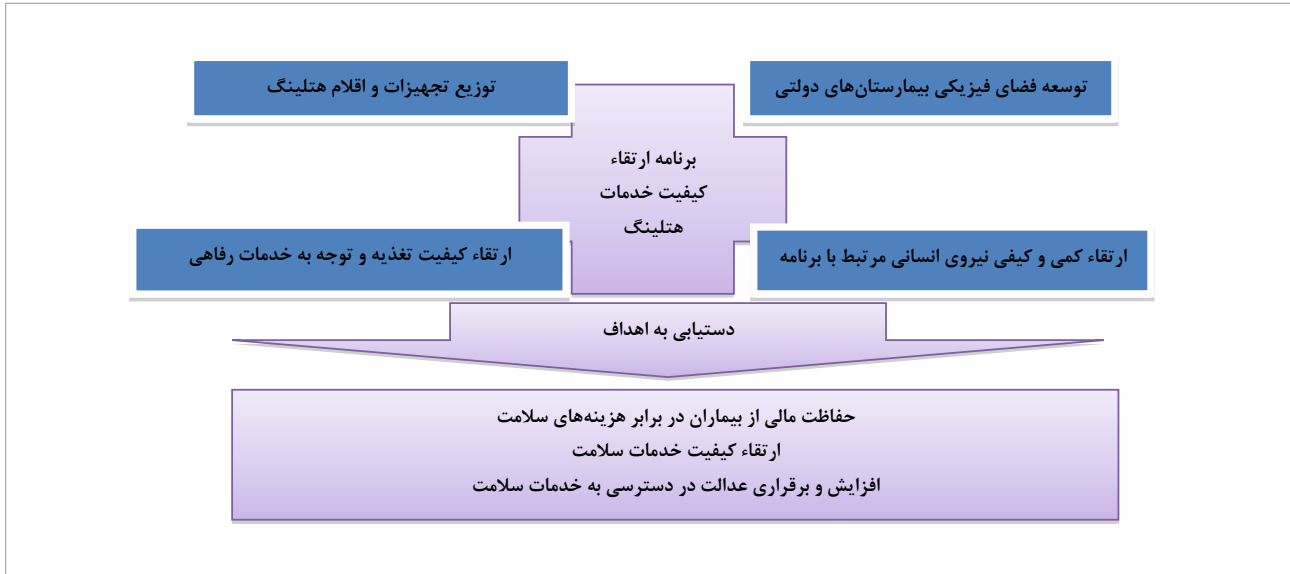 توسعه فضای فیزیکی بیمارستان‌های دولتی
توزیع تجهیزات و اقلام هتلینگ
برنامه ارتقاء
کیفیت خدمات
هتلینگ
ارتقاء کمی و کیفی نیروی انسانی مرتبط با برنامه
ارتقاء کیفیت تغذیه و توجه به خدمات رفاهی
دستیابی به اهداف
حفاظت مالی از بیماران در برابر هزینه‌های سلامت
ارتقاء کیفیت خدمات سلامت
افزایش و برقراری عدالت در دسترسی به خدمات سلامت